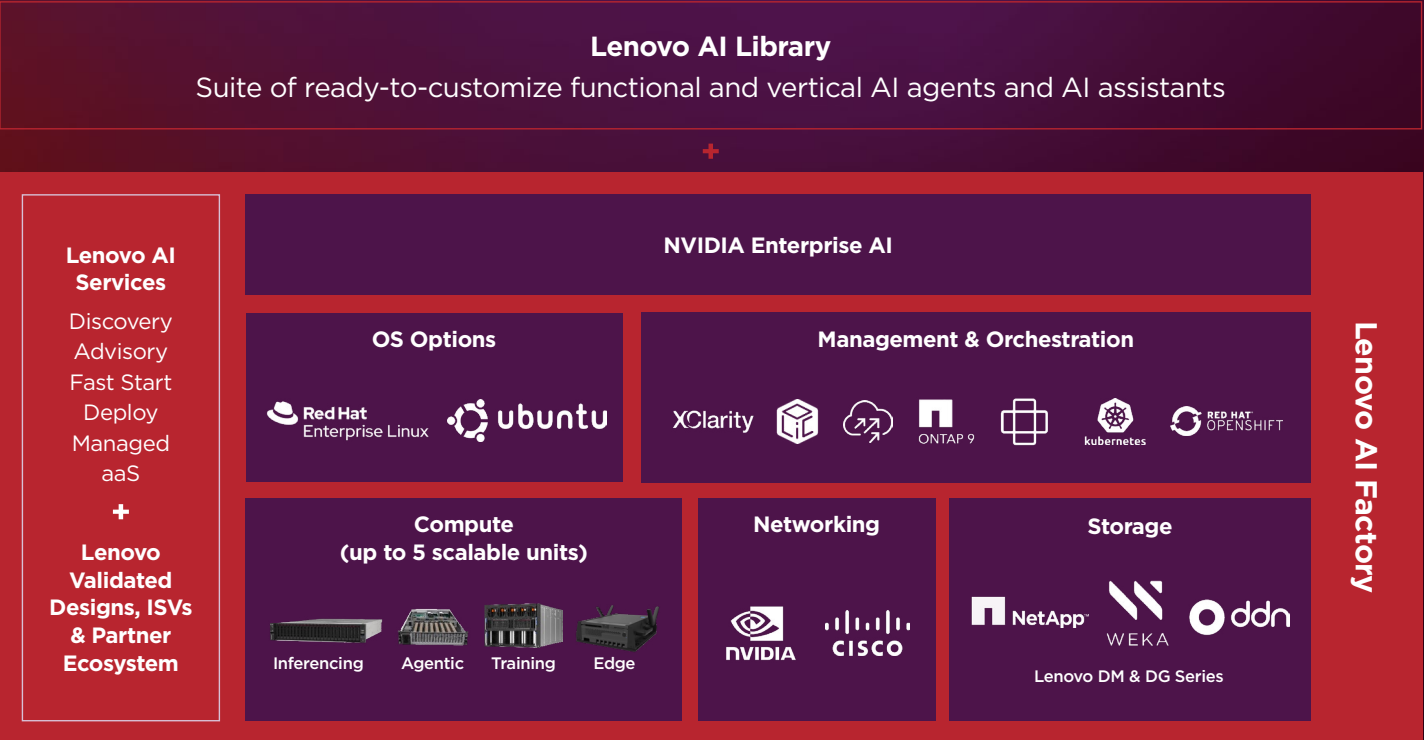 Lenovo AI Library
Suite of ready-to-customize functional and vertical AI agents and AI assistants
+
Lenovo AI
Services
Discovery
Advisory
Fast Start
Deploy
Managed
aaS
+
Lenovo
Validated
Designs, ISVs
& Partner
Ecosystem
NVIDIA Enterprise AI
OS Options
Red Hat
Enterprise Linux
ubuntu
Management & Orchestration
XClarity
LiC
ONTAP 9
kubernetes
RED HAT
OPENSHIFT
Compute
(up to 5 scalable units)
Inferencing
Agentic
Training
Edge
Networking
NVIDIA
CISCO
Storage
NetApp™
WEKA
ddn
Lenovo DM & DG Series
Lenovo AI Factory